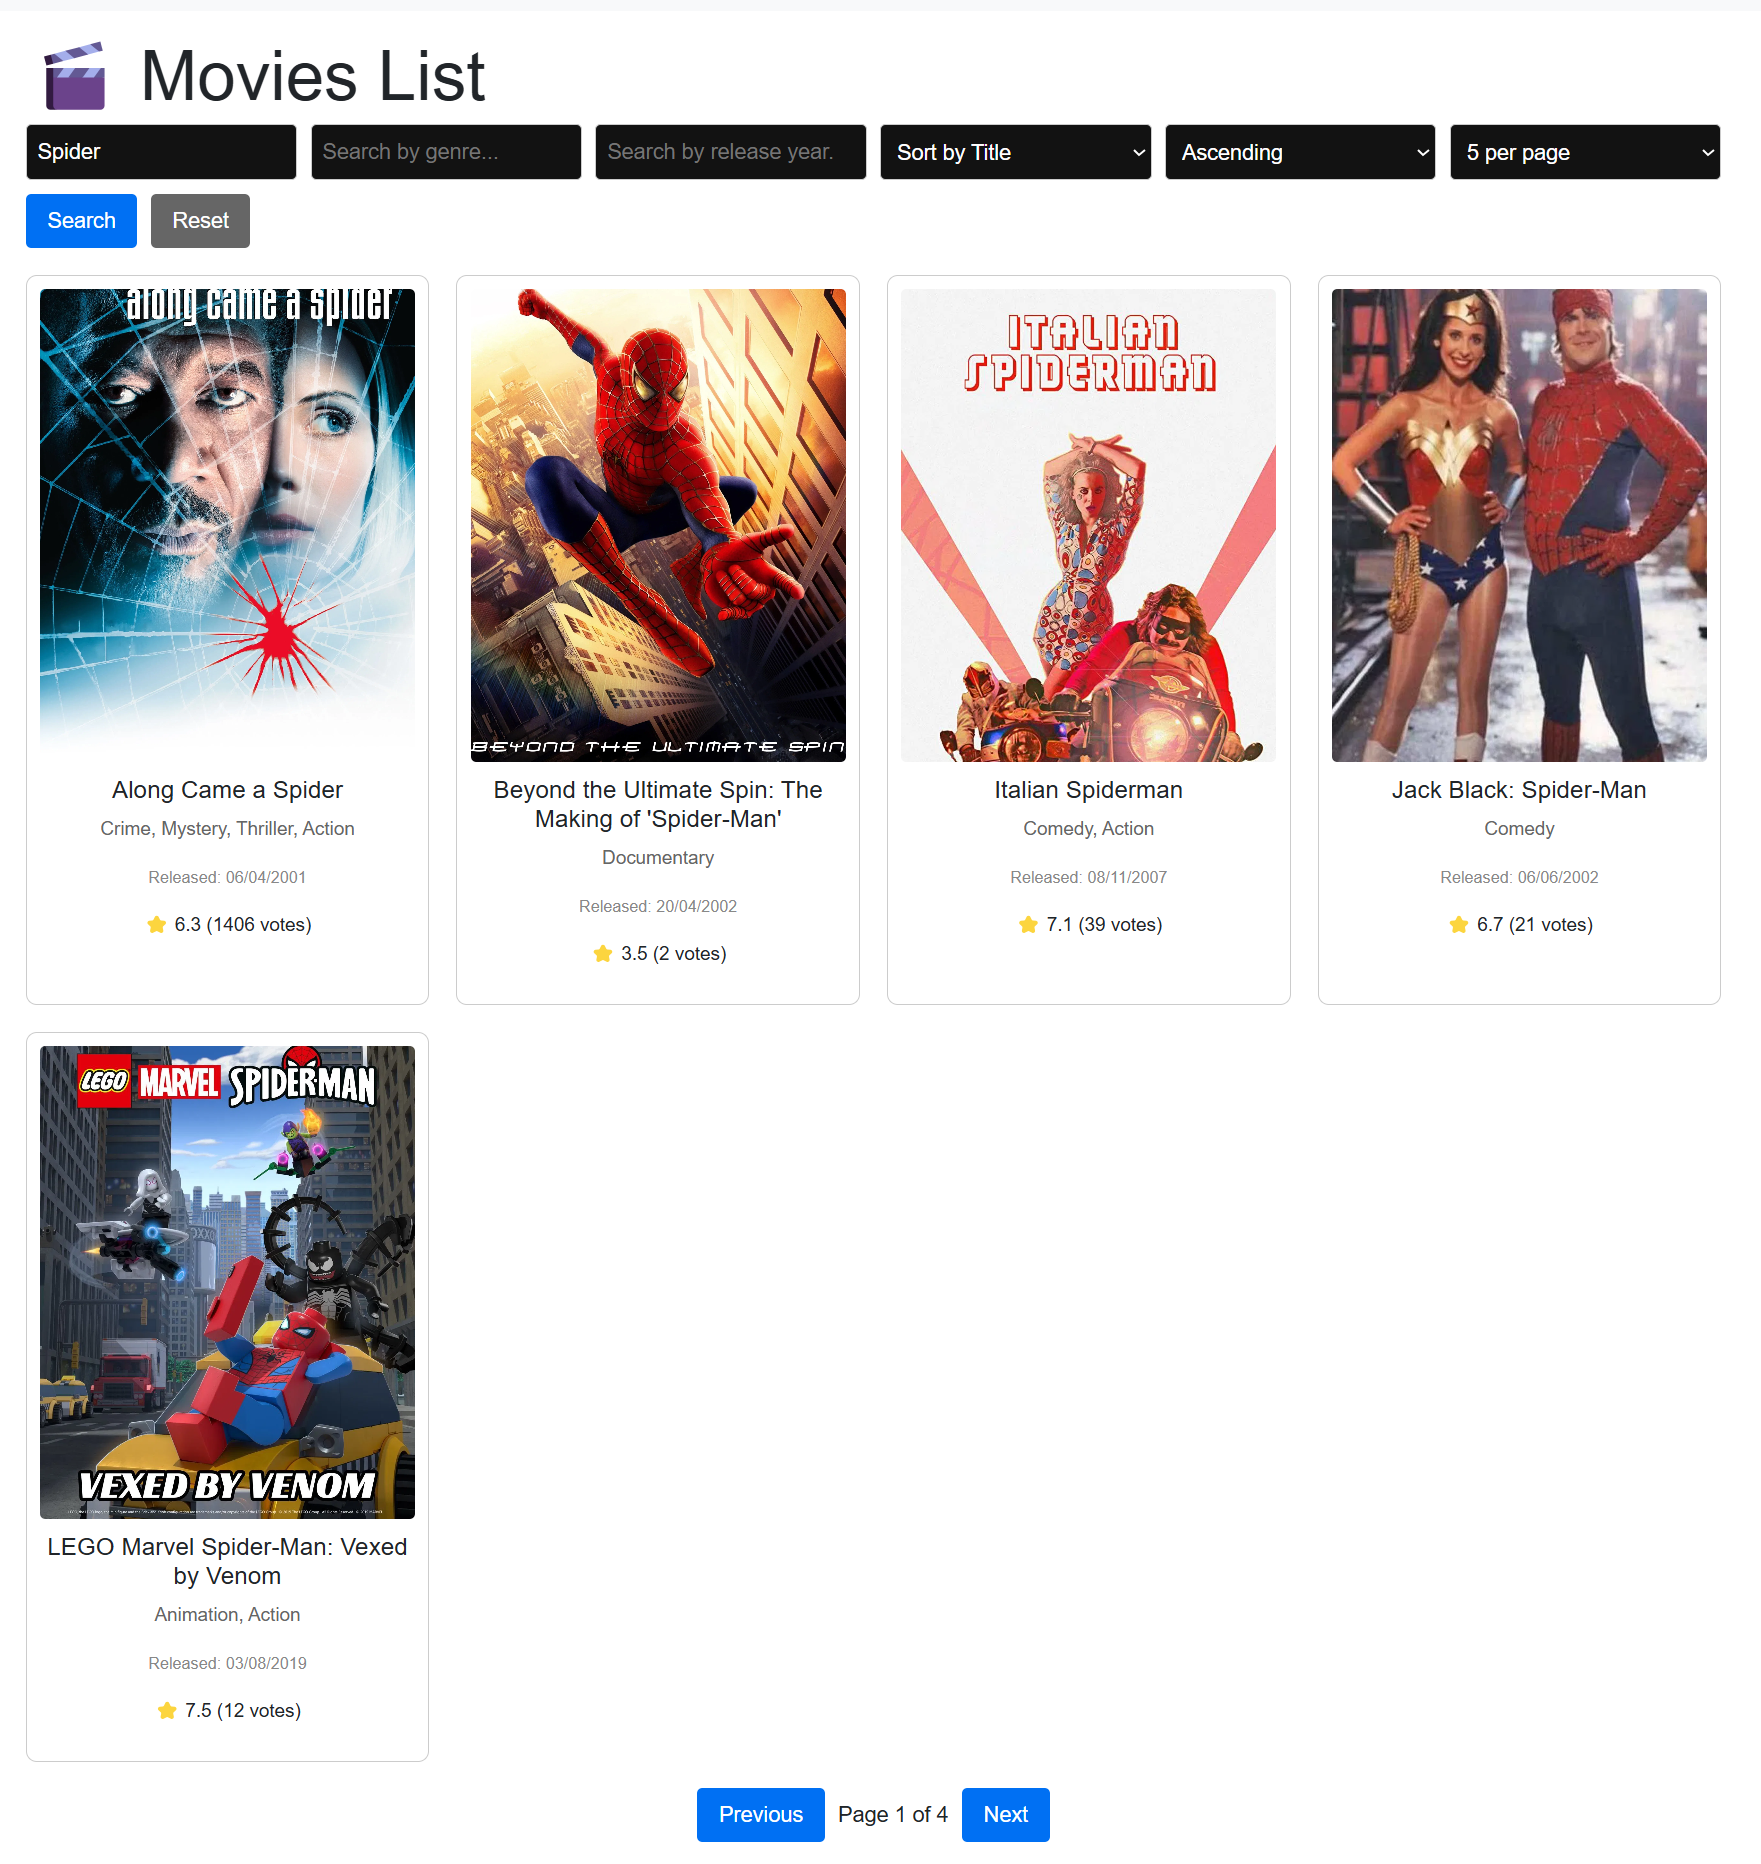 Movies List
Spider
Search by genre...
Search by release year.
Sort by Title
Ascending
5 per page
Search
Reset
along came a spider
BEYOND THE ULTIMATE SPIN
ITALIAN
SPIDERMAN
Along Came a Spider
Crime, Mystery, Thriller, Action
Released: 06/04/2001
6.3 (1406 votes)
Beyond the Ultimate Spin: The
Making of 'Spider-Man'
Documentary
Released: 20/04/2002
3.5 (2 votes)
Italian Spiderman
Comedy, Action
Released: 08/11/2007
7.1 (39 votes)
Jack Black: Spider-Man
Comedy
Released: 06/06/2002
6.7 (21 votes)
LEGO MARVEL SPIDER-MAN
VEXED BY VENOM
LEGO Marvel Spider-Man: Vexed
by Venom
Animation, Action
Released: 03/08/2019
7.5 (12 votes)
Previous
Page 1 of 4
Next